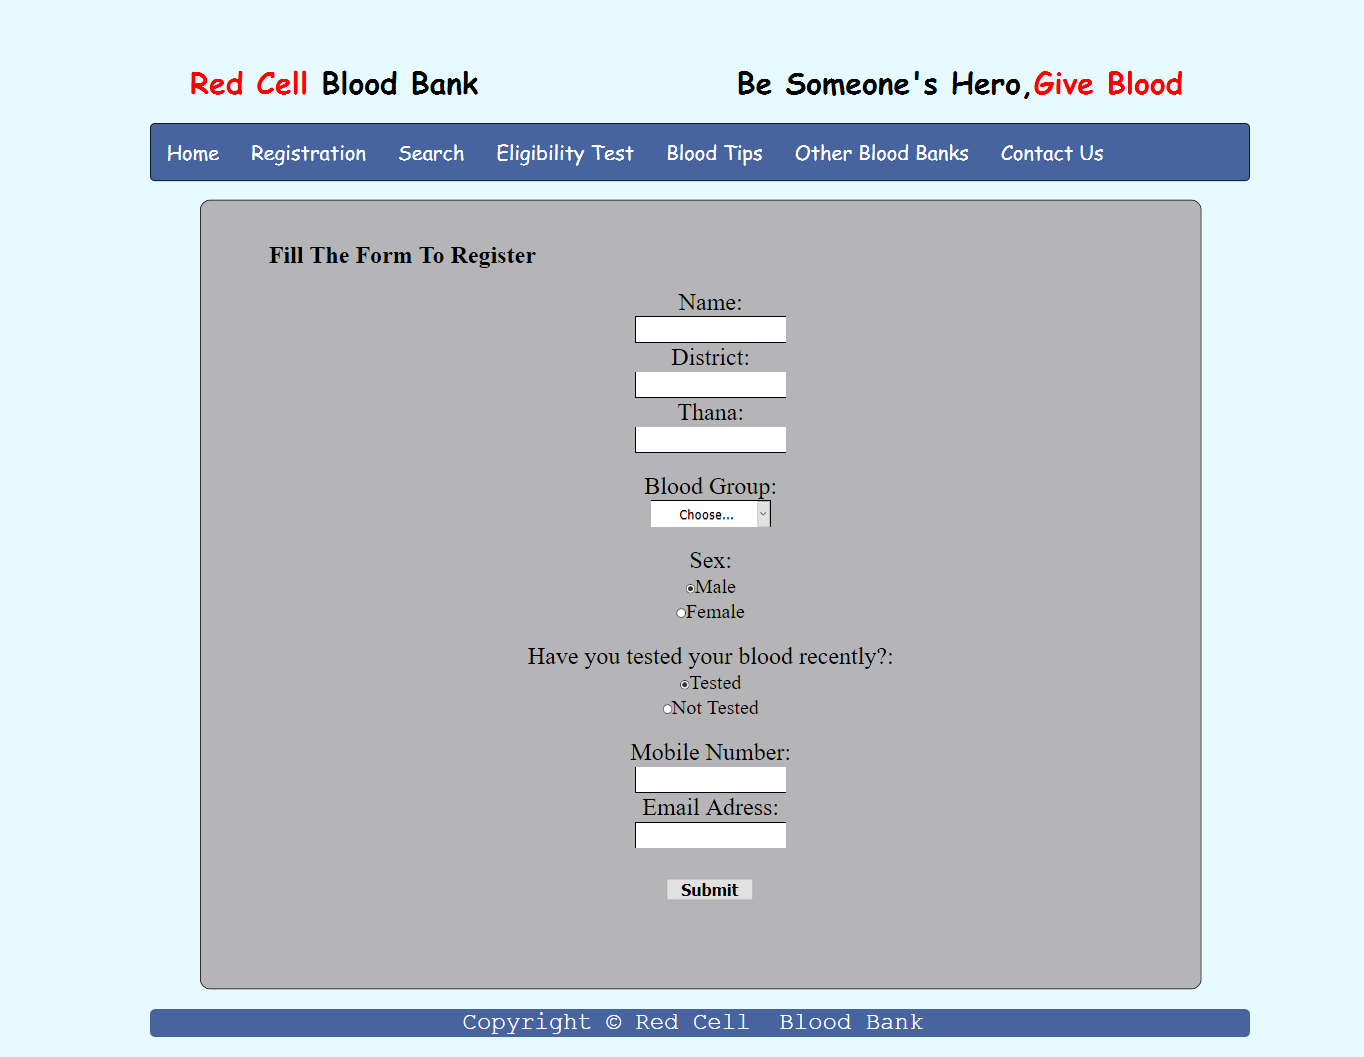 Red Cell Blood Bank Be Someone's Hero,Give Blood
Home Registration Search Eligibility Test Blood Tips Other Blood Banks Contact Us
Fill The Form To Register
Name:
District:
Thana:
Blood Group:
Choose...
Sex:
Male
Female
Have you tested your blood recently?:
Tested
Not Tested
Mobile Number:
Email Adress:
Submit
Copyright © Red Cell Blood Bank